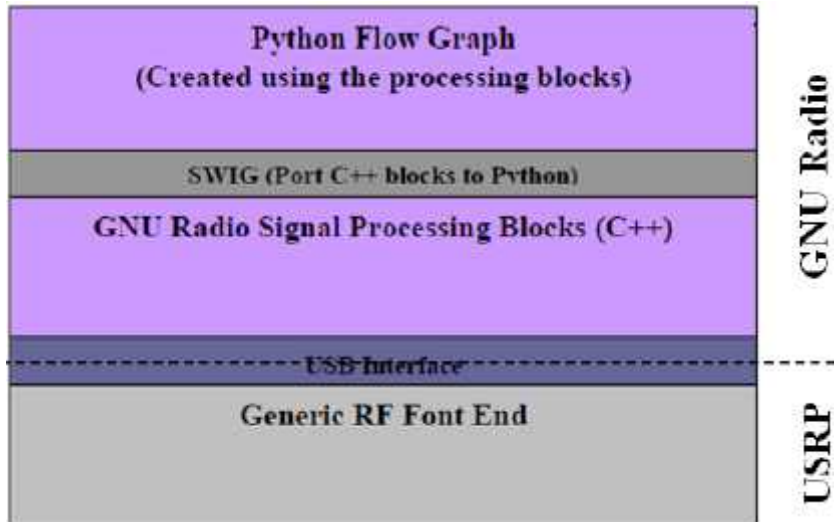 Python Flow Graph
(Created using the processing blocks)
SWIG (Port C++ blocks to Python)
GNU Radio Signal Processing Blocks (C++)
USB Interface
Generic RF Font End
GNU Radio
USRP